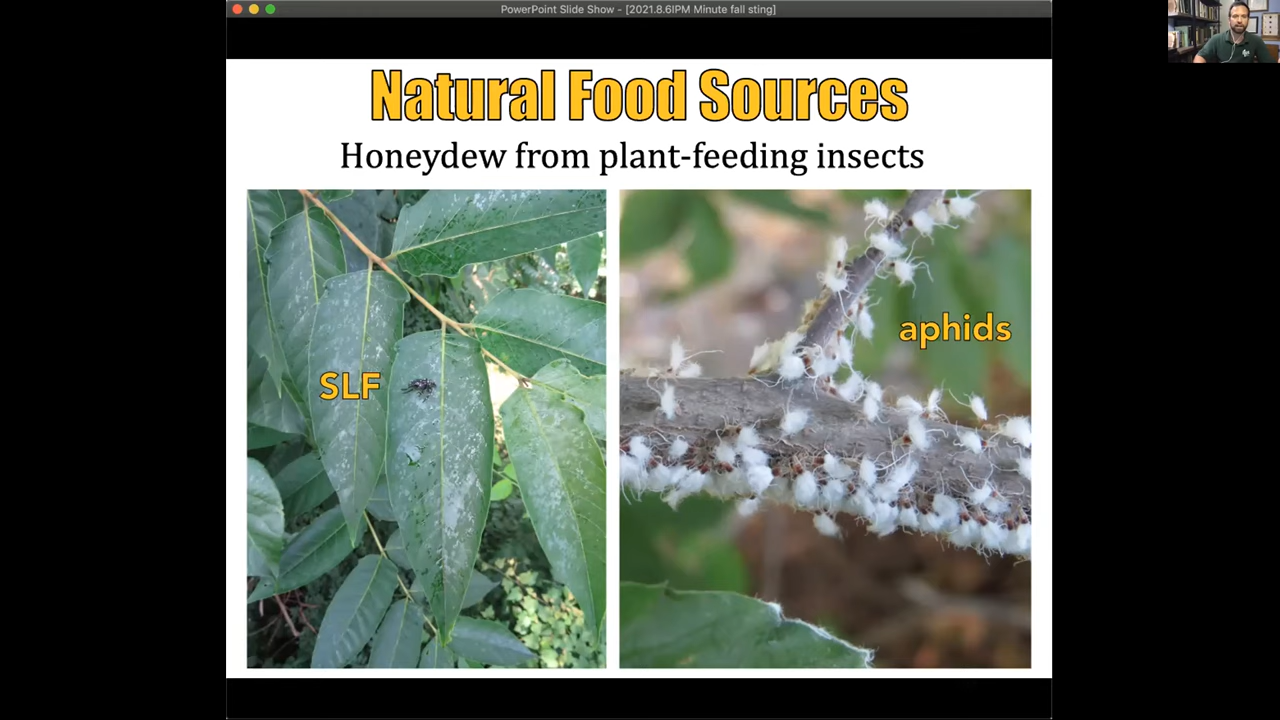 PowerPoint Slide Show - [2021.8.6IPM Minute fall sting]
Natural Food Sources
Honeydew from plant-feeding insects
SLF
aphids